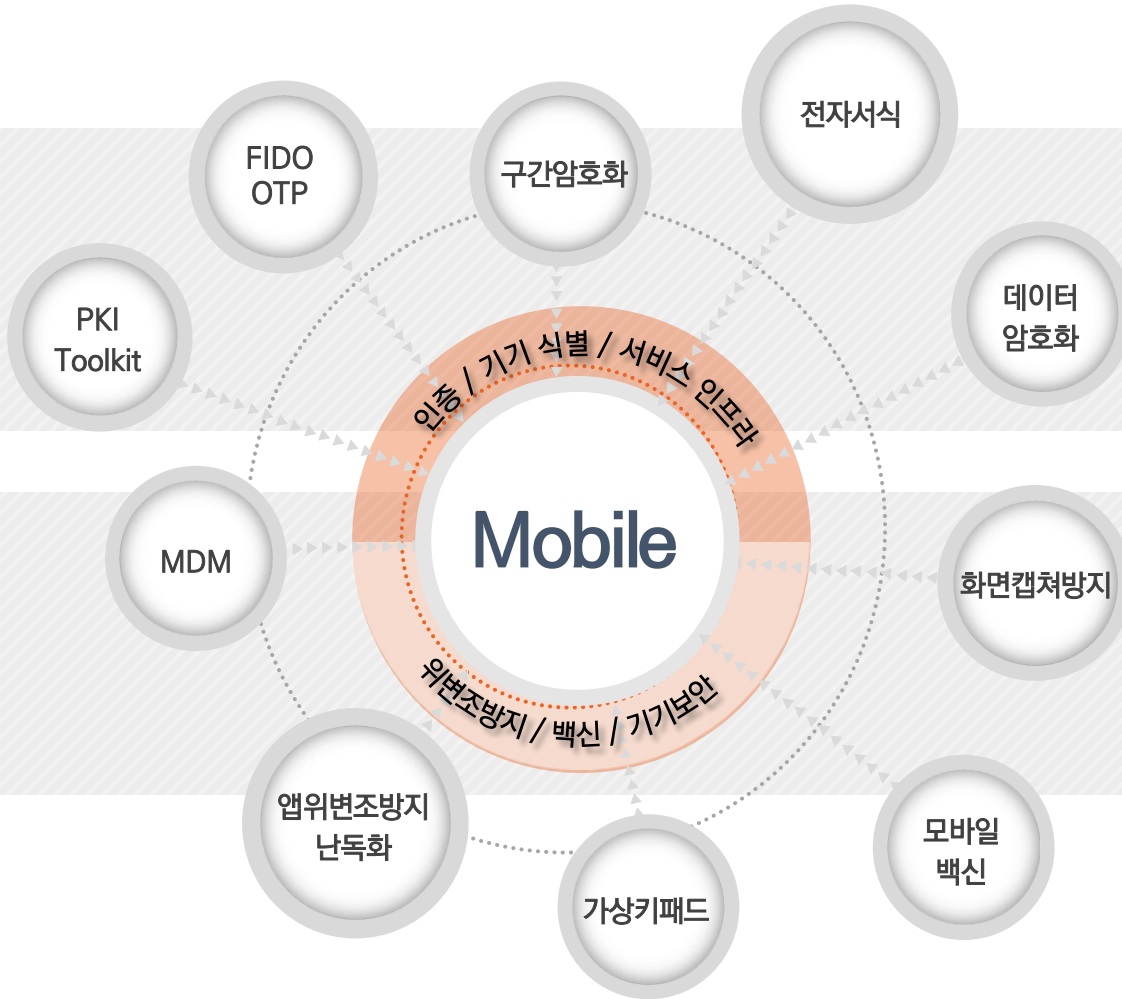 전자서식
FIDO
OTP
구간암호화
데이터
암호화
PKI
Toolkit
인증 / 기기 식별 / 서비스 인프라
Mobile
MDM
화면캡쳐방지
위변조방지 / 백신 / 기기보안
앱위변조방지
난독화
모바일
백신
가상키패드